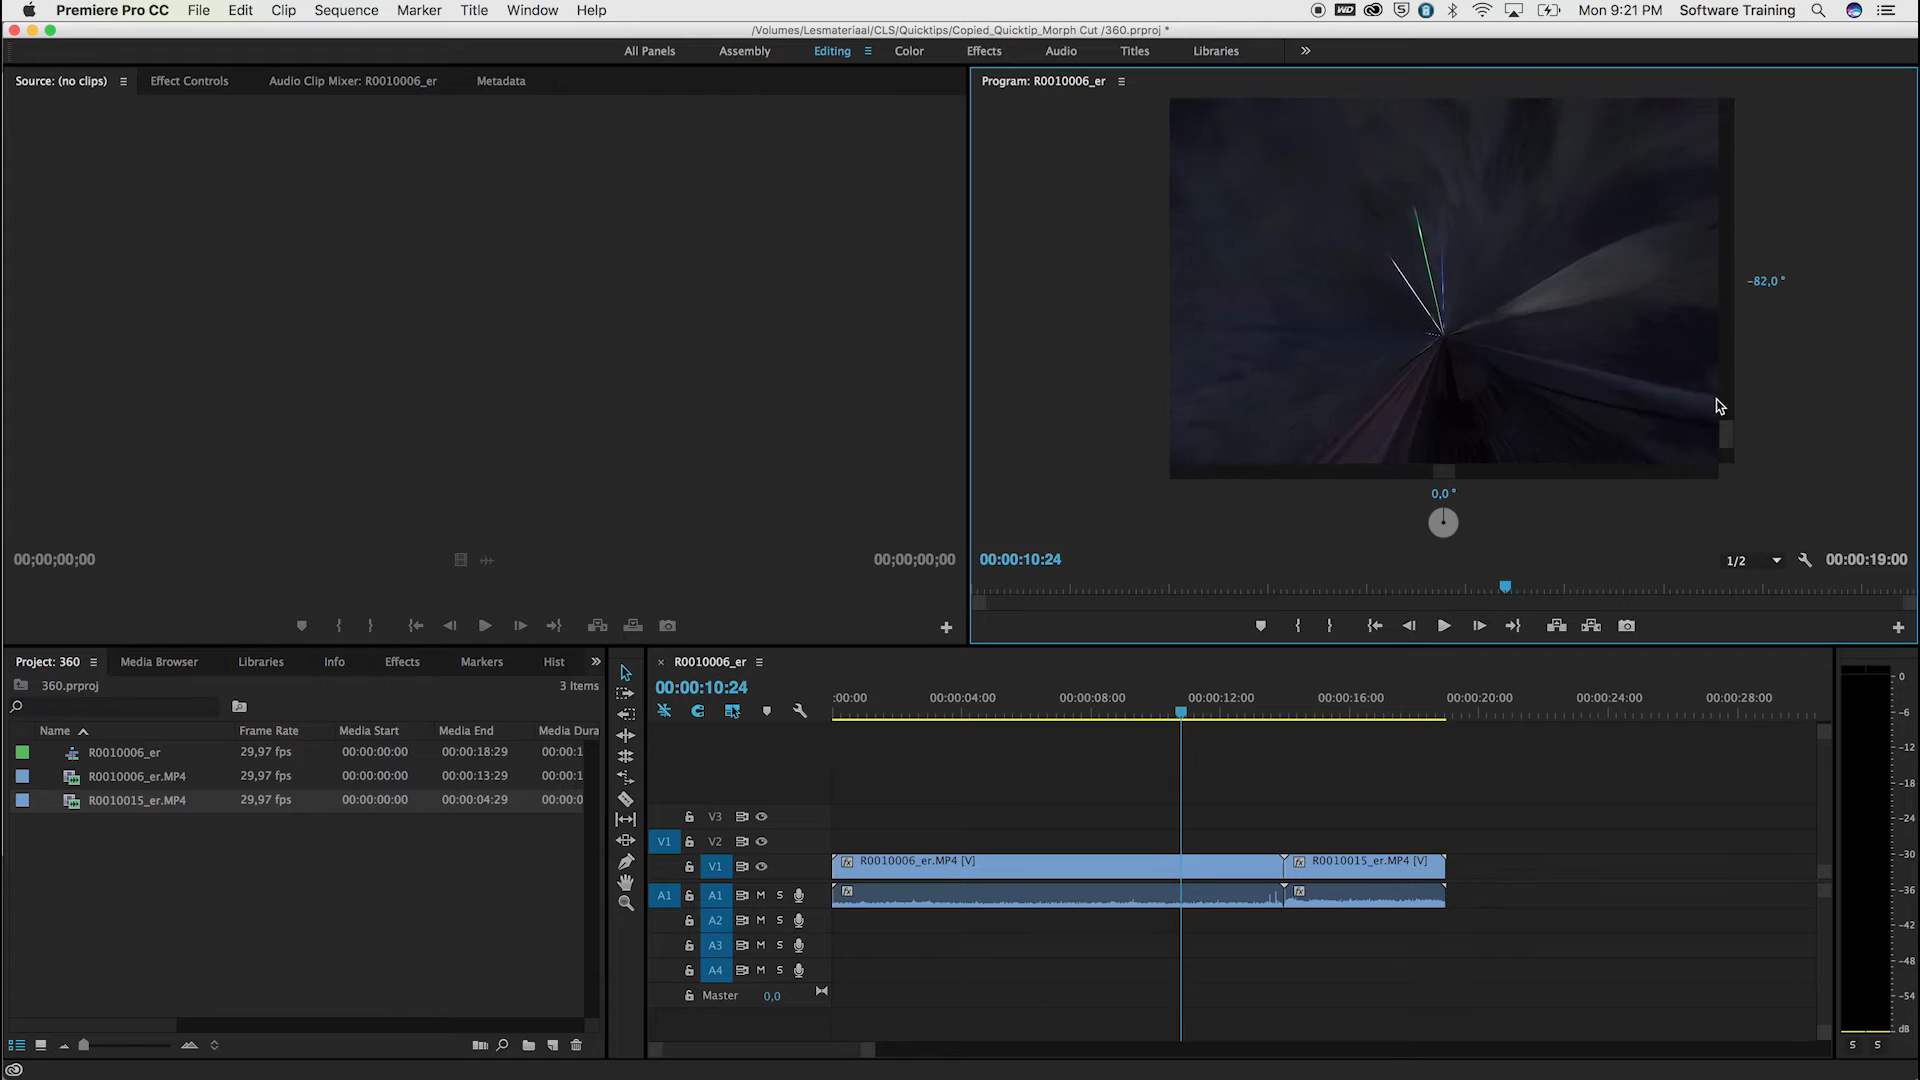 Premiere Pro CC File Edit Clip Sequence Marker Title Window Help Mon 9:21 PM Software Training
/Volumes/Lesmateriaal/CLS/Quicktips/Copied_Quicktip_Morph Cut /360.prproj *
All Panels Assembly Editing Color Effects Audio Titles Libraries
Source: (no clips) Effect Controls Audio Clip Mixer: R0010006_er Metadata
Program: R0010006_er
-82,0 °
0,0 °
00;00;00;00 00;00;00;00
00:00:10:24 1/2 00:00:19:00
Project: 360 Media Browser Libraries Info Effects Markers Hist
360.prproj 3 Items
Name Frame Rate Media Start Media End Media Dura
R0010006_er 29,97 fps 00:00:00:00 00:00:18:29 00:00:1
R0010006_er.MP4 29,97 fps 00:00:00:00 00:00:13:29 00:00:1
R0010015_er.MP4 29,97 fps 00:00:00:00 00:00:04:29 00:00:0
R0010006_er
00:00:10:24
:00:00 00:00:04:00 00:00:08:00 00:00:12:00 00:00:16:00 00:00:20:00 00:00:24:00 00:00:28:00
V3
V1 V2
V1 fx R0010006_er.MP4 [V] fx R0010015_er.MP4 [V]
A1 A1 M S fx fx
A2 M S
A3 M S
A4 M S
Master 0,0
0
-6
-12
-18
-24
-30
-36
-42
-48
-54
dB
S S